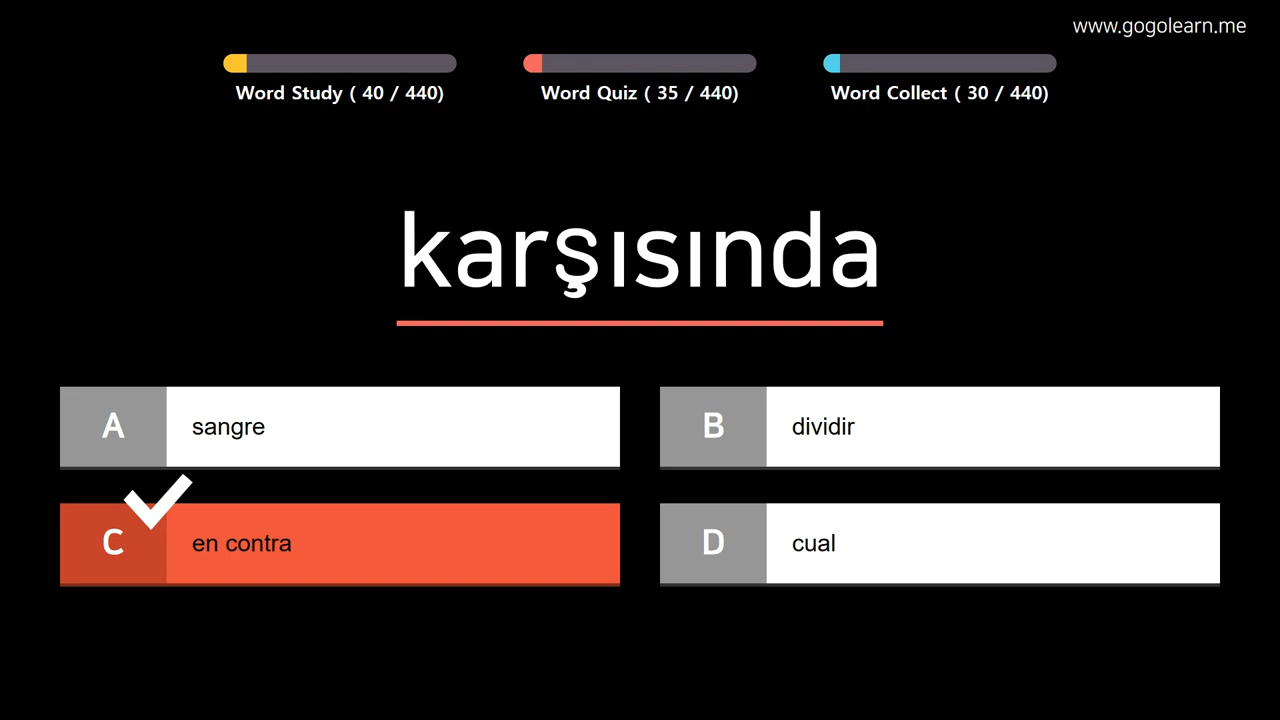 www.gogolearn.me
Word Study ( 40 / 440)
Word Quiz ( 35 / 440)
Word Collect ( 30 / 440)
karşısında
A
sangre
B
dividir
C
en contra
D
cual